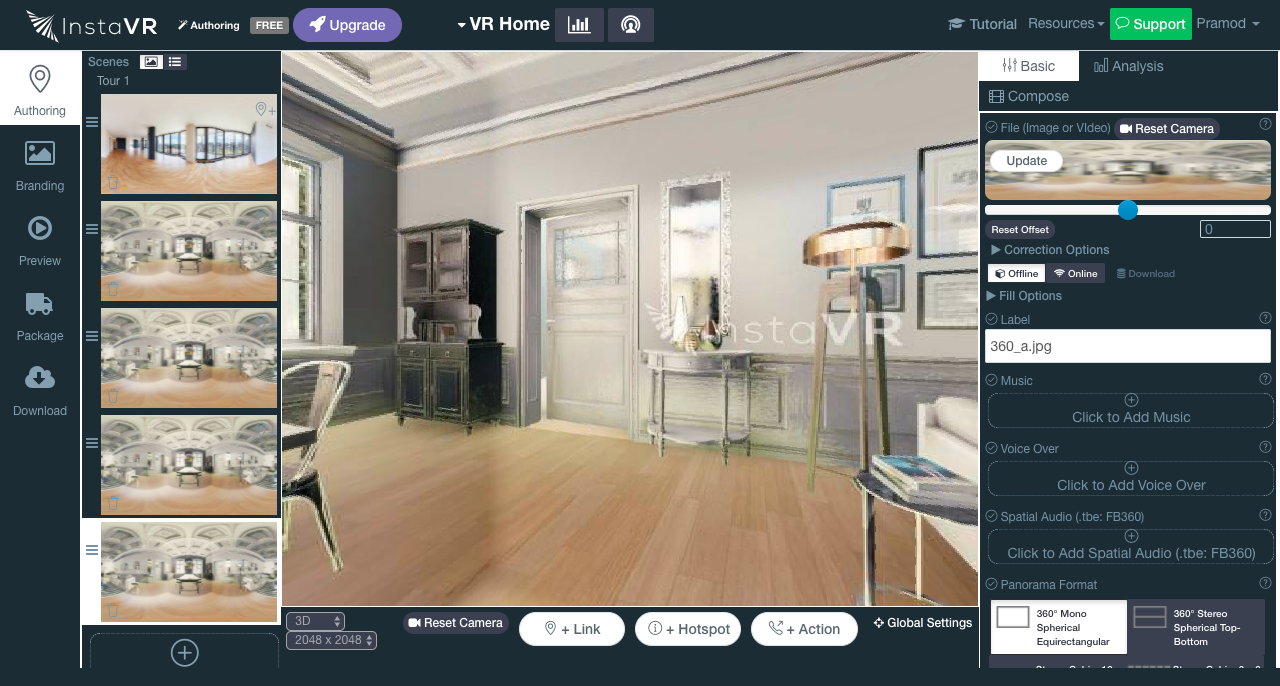 InstaVR
Authoring
FREE
Upgrade
VR Home
Tutorial
Resources
Support
Pramod
Authoring
Branding
Preview
Package
Download
Scenes
Tour 1
InstaVR
3D
2048 x 2048
Reset Camera
+ Link
+ Hotspot
+ Action
Global Settings
Basic
Analysis
Compose
File (Image or VIdeo)
Reset Camera
Update
Reset Offset
0
Correction Options
Offline
Online
Download
Fill Options
Label
360_a.jpg
Music
Click to Add Music
Voice Over
Click to Add Voice Over
Spatial Audio (.tbe: FB360)
Click to Add Spatial Audio (.tbe: FB360)
Panorama Format
360° Mono
Spherical
Equirectangular
360° Stereo
Spherical Top-
Bottom